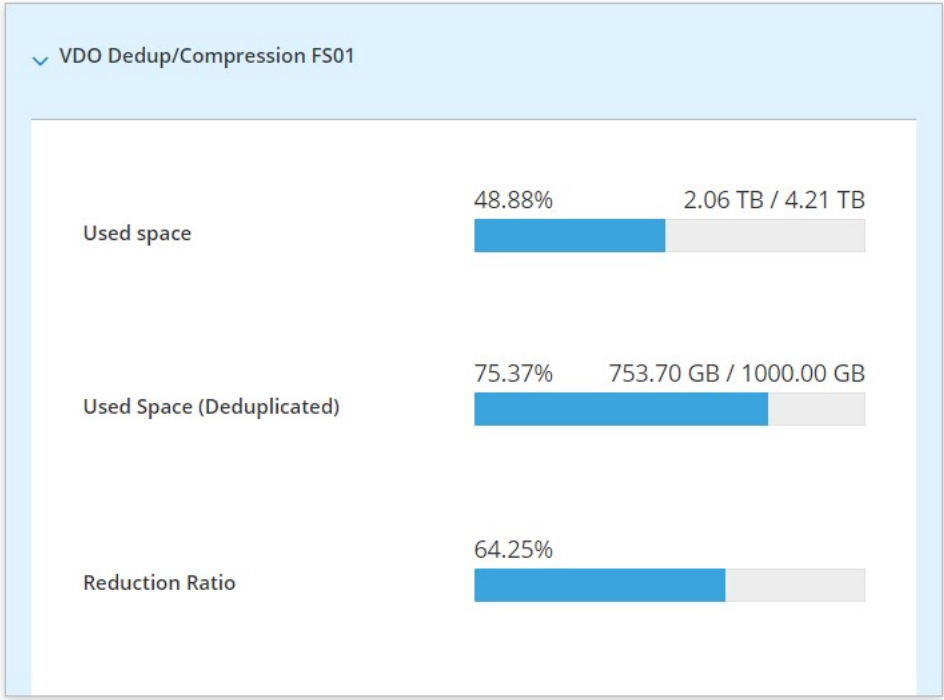 VDO Dedup/Compression FS01
48.88% 2.06 TB / 4.21 TB
Used space
75.37% 753.70 GB / 1000.00 GB
Used Space (Deduplicated)
64.25%
Reduction Ratio